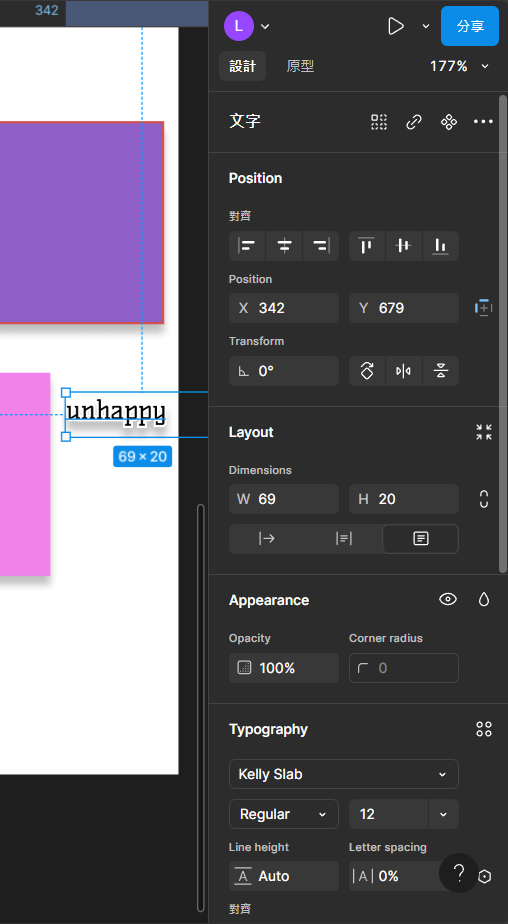 342
L
分享
設計 原型 177%
文字
Position
對齊
Position
X 342 Y 679
Transform
0°
unhappy
Layout
69 × 20
Dimensions
W 69 H 20
Appearance
Opacity Corner radius
100% 0
Typography
Kelly Slab
Regular 12
Line height Letter spacing
A Auto |A| 0% ?
對齊